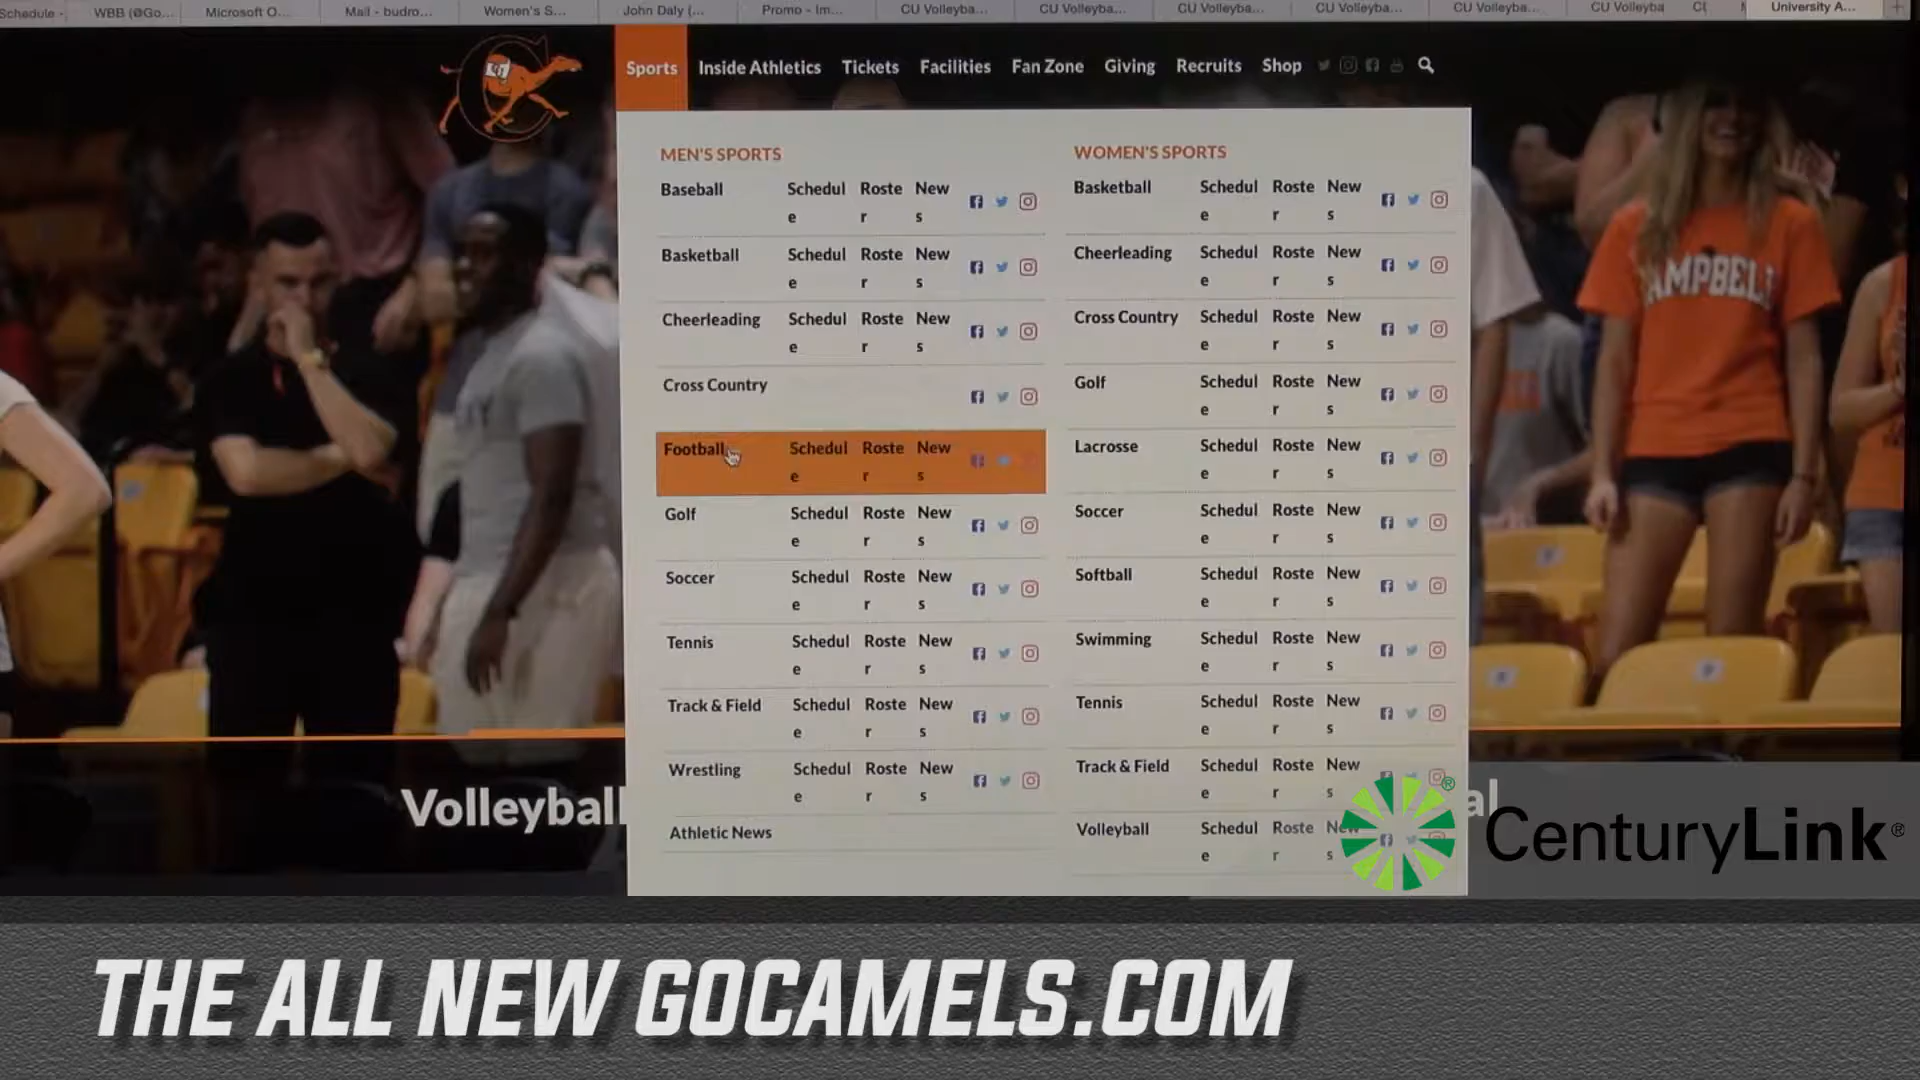 Schedule -
WBB (@Go...
Microsoft O...
Mail - budro...
Women's S...
John Daly (...
Promo - Im...
CU Volleyba...
CU Volleyba...
CU Volleyba...
CU Volleyba...
CU Volleyba...
CU Volleyba
University A...
Sports Inside Athletics Tickets Facilities Fan Zone Giving Recruits Shop
MEN'S SPORTS
Baseball Schedul Roste New
e r s
Basketball Schedul Roste New
e r s
Cheerleading Schedul Roste New
e r s
Cross Country
Football Schedul Roste New
e r s
Golf Schedul Roste New
e r s
Soccer Schedul Roste New
e r s
Tennis Schedul Roste New
e r s
Track & Field Schedul Roste New
e r s
Wrestling Schedul Roste New
e r s
Athletic News
WOMEN'S SPORTS
Basketball Schedul Roste New
e r s
Cheerleading Schedul Roste New
e r s
Cross Country Schedul Roste New
e r s
Golf Schedul Roste New
e r s
Lacrosse Schedul Roste New
e r s
Soccer Schedul Roste New
e r s
Softball Schedul Roste New
e r s
Swimming Schedul Roste New
e r s
Tennis Schedul Roste New
e r s
Track & Field Schedul Roste New
e r s
Volleyball Schedul Roste New
e r s
CAMPBELL
Volleyball
al
CenturyLink®
THE ALL NEW GOCAMELS.COM